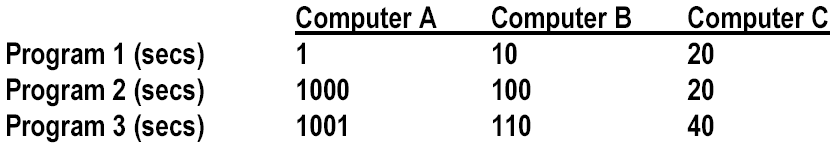 Computer A Computer B Computer C
Program 1 (secs) 1 10 20
Program 2 (secs) 1000 100 20
Program 3 (secs) 1001 110 40